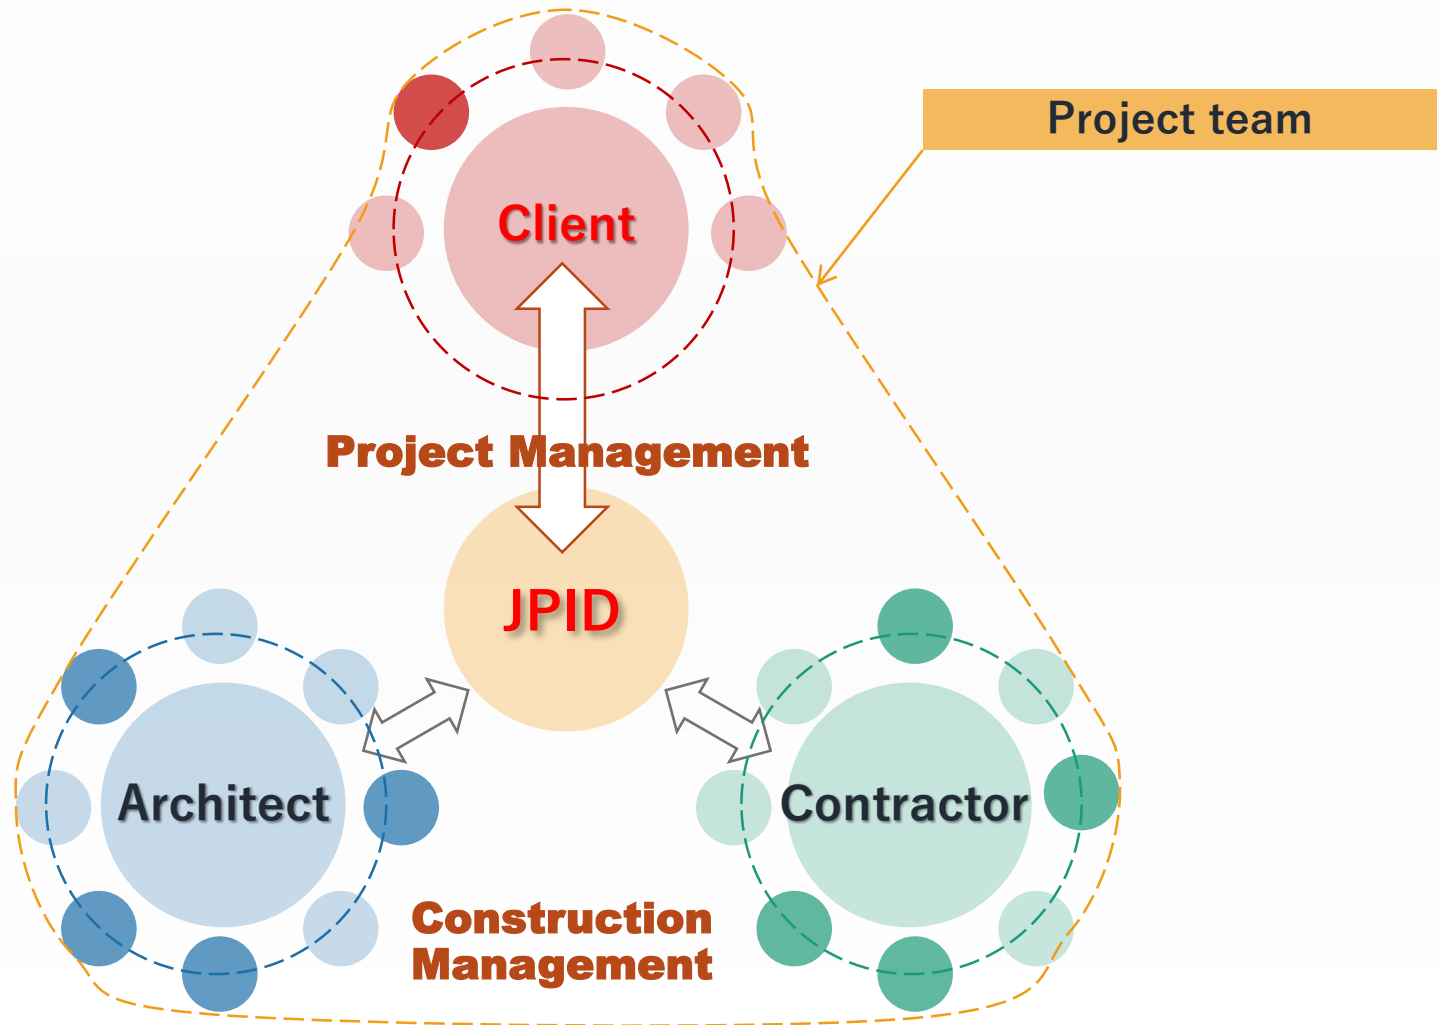 Project team
Client
Project Management
JPID
Architect
Contractor
Construction
Management